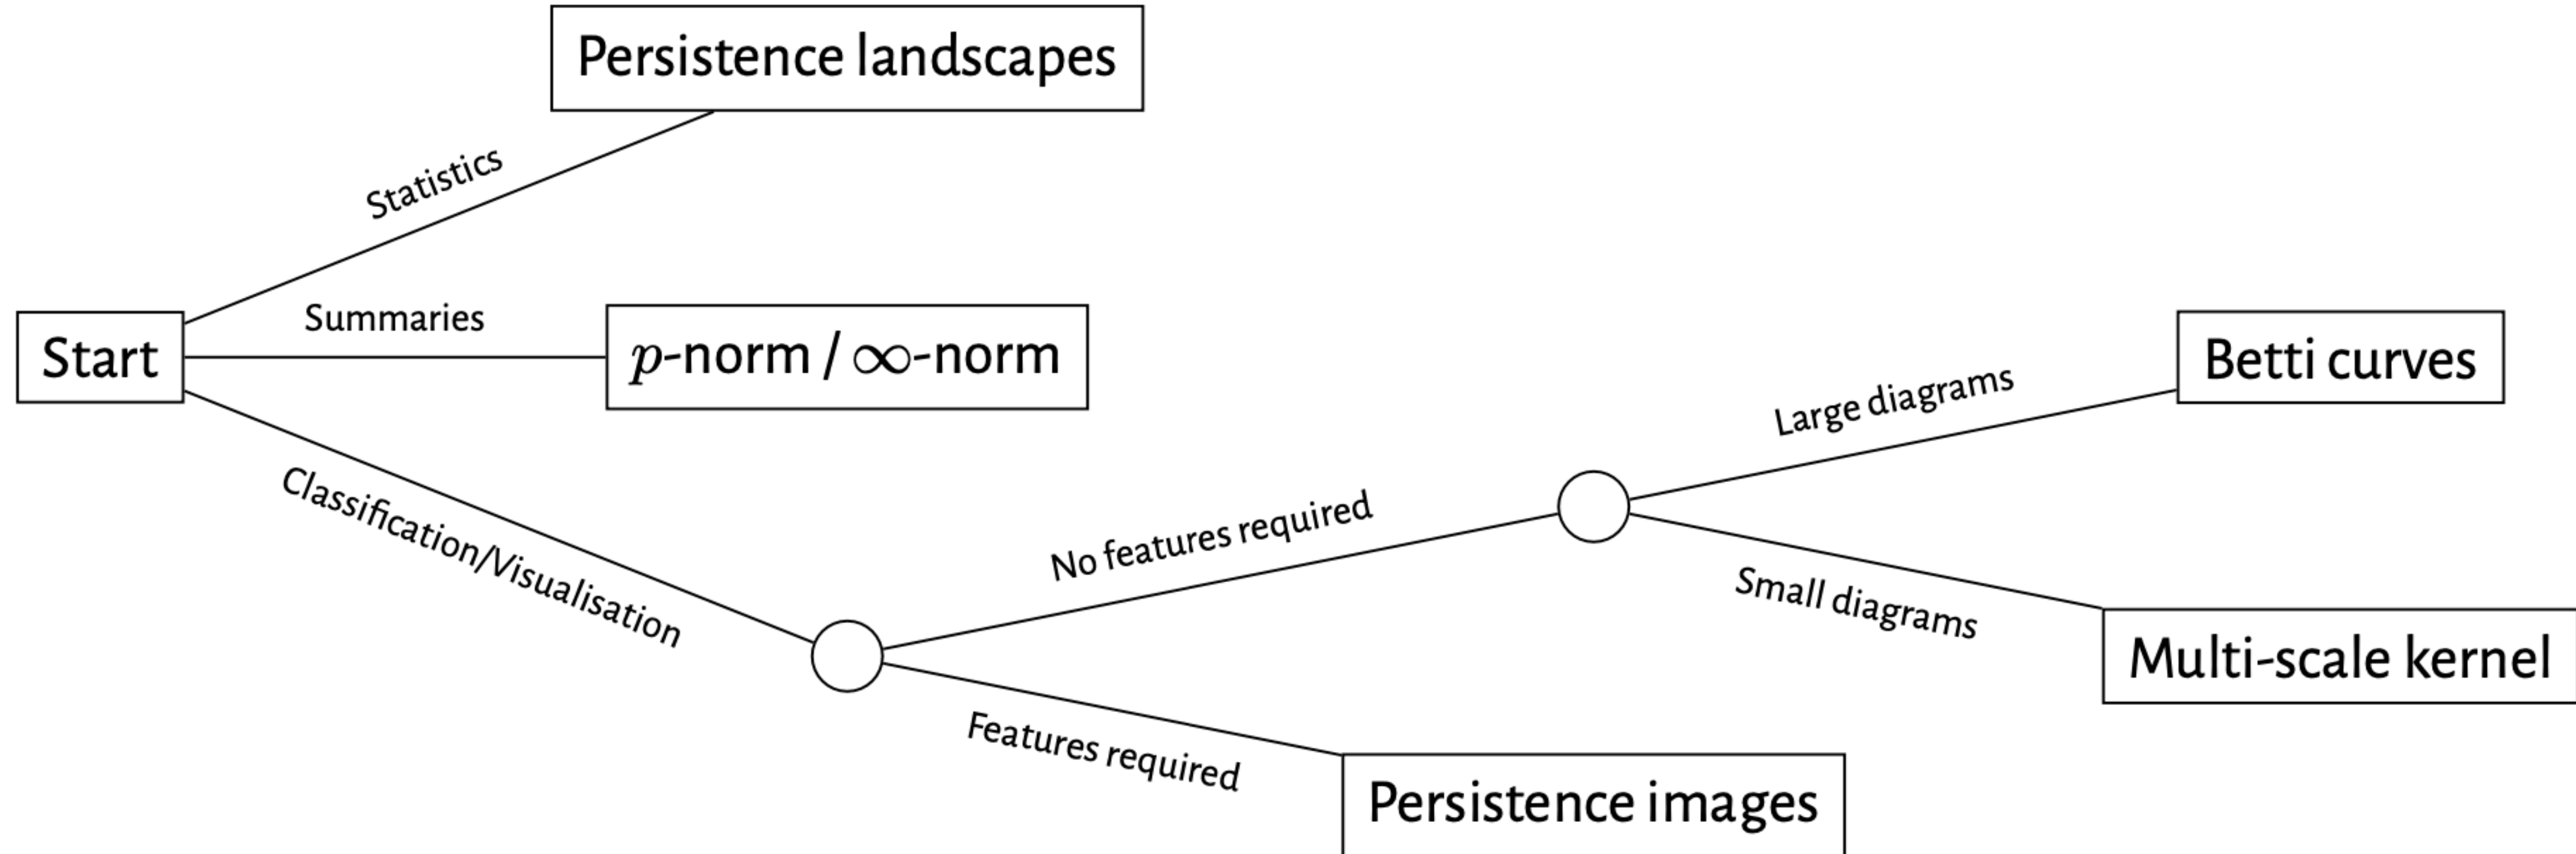 Persistence landscapes
Statistics
Summaries
Start
p-norm / ∞-norm
Betti curves
Large diagrams
Classification/Visualisation
No features required
Small diagrams
Multi-scale kernel
Features required
Persistence images